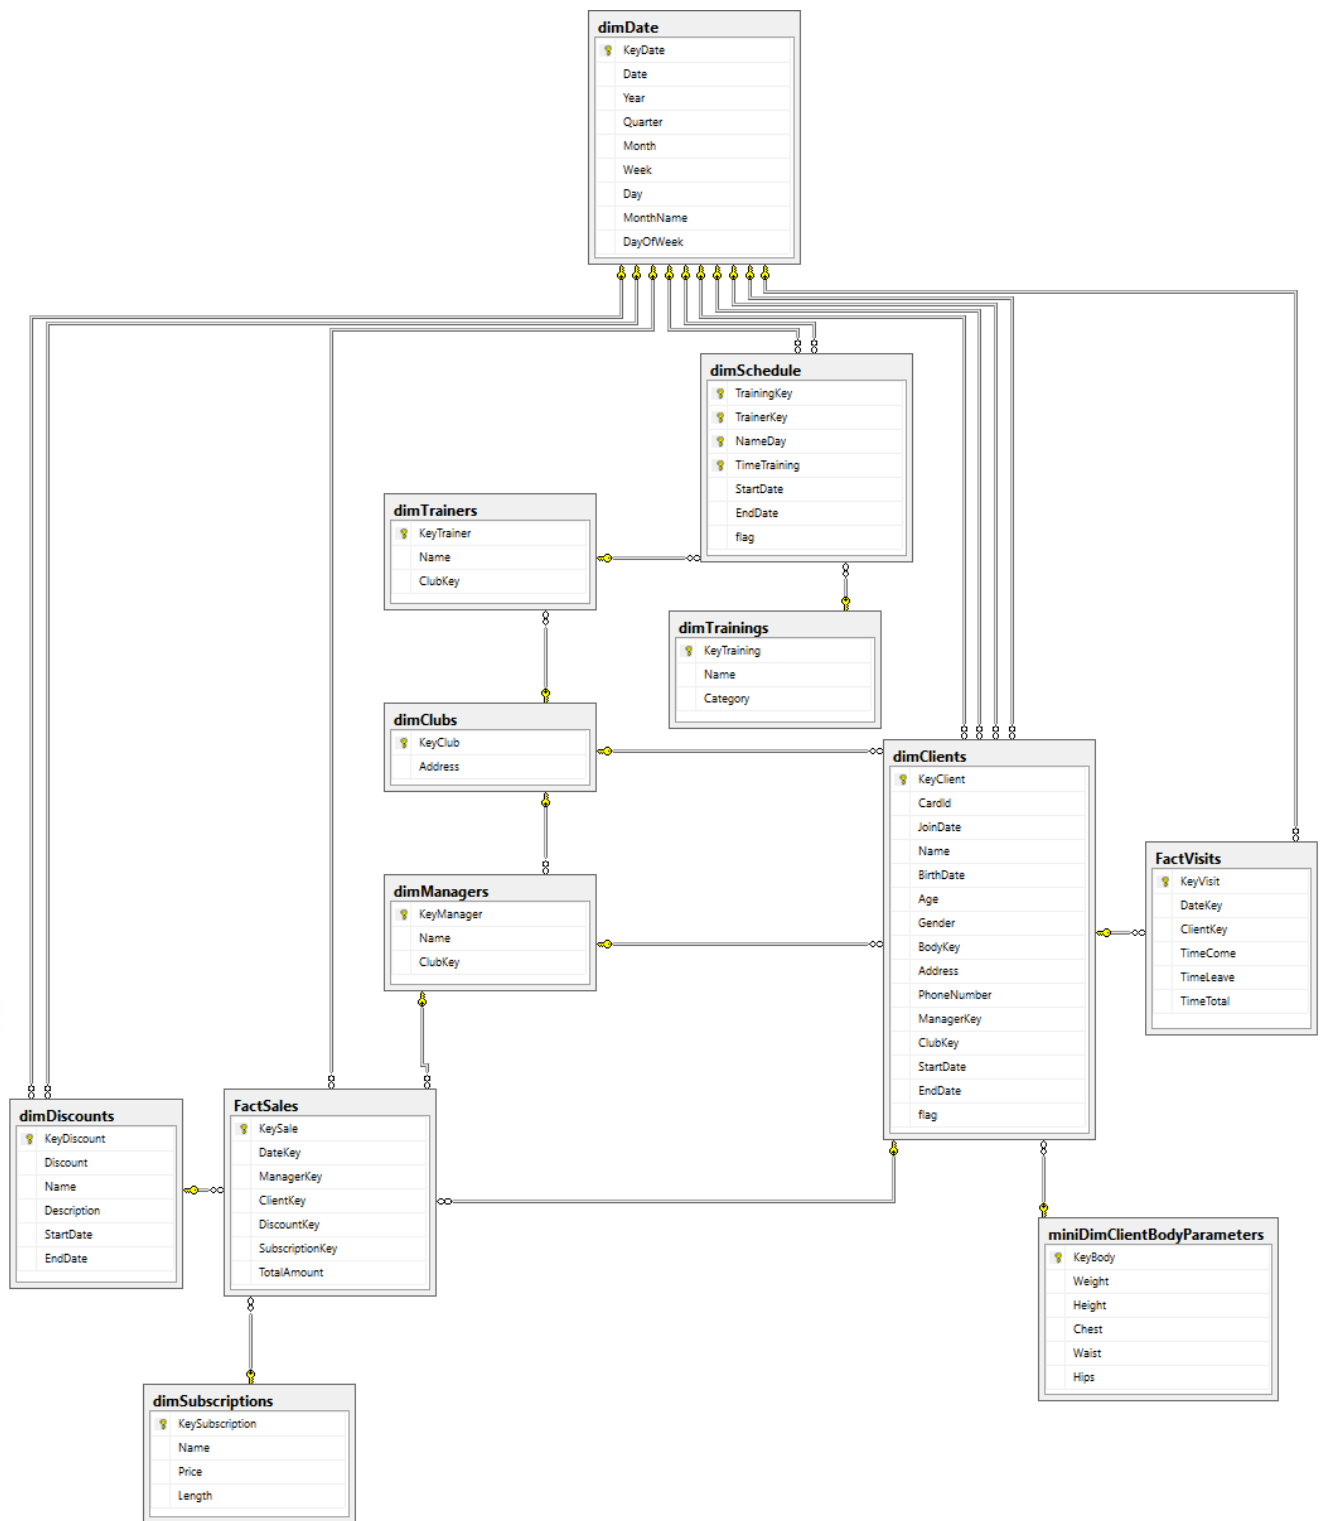 dimDate
KeyDate
Date
Year
Quarter
Month
Week
Day
MonthName
DayOfWeek
dimSchedule
TrainingKey
TrainerKey
NameDay
TimeTraining
StartDate
EndDate
flag
dimTrainers
KeyTrainer
Name
ClubKey
dimTrainings
KeyTraining
Name
Category
dimClubs
KeyClub
Address
dimClients
KeyClient
CardId
JoinDate
Name
BirthDate
Age
Gender
BodyKey
Address
PhoneNumber
ManagerKey
ClubKey
StartDate
EndDate
flag
FactVisits
KeyVisit
DateKey
ClientKey
TimeCome
TimeLeave
TimeTotal
dimManagers
KeyManager
Name
ClubKey
dimDiscounts
KeyDiscount
Discount
Name
Description
StartDate
EndDate
FactSales
KeySale
DateKey
ManagerKey
ClientKey
DiscountKey
SubscriptionKey
TotalAmount
miniDimClientBodyParameters
KeyBody
Weight
Height
Chest
Waist
Hips
dimSubscriptions
KeySubscription
Name
Price
Length